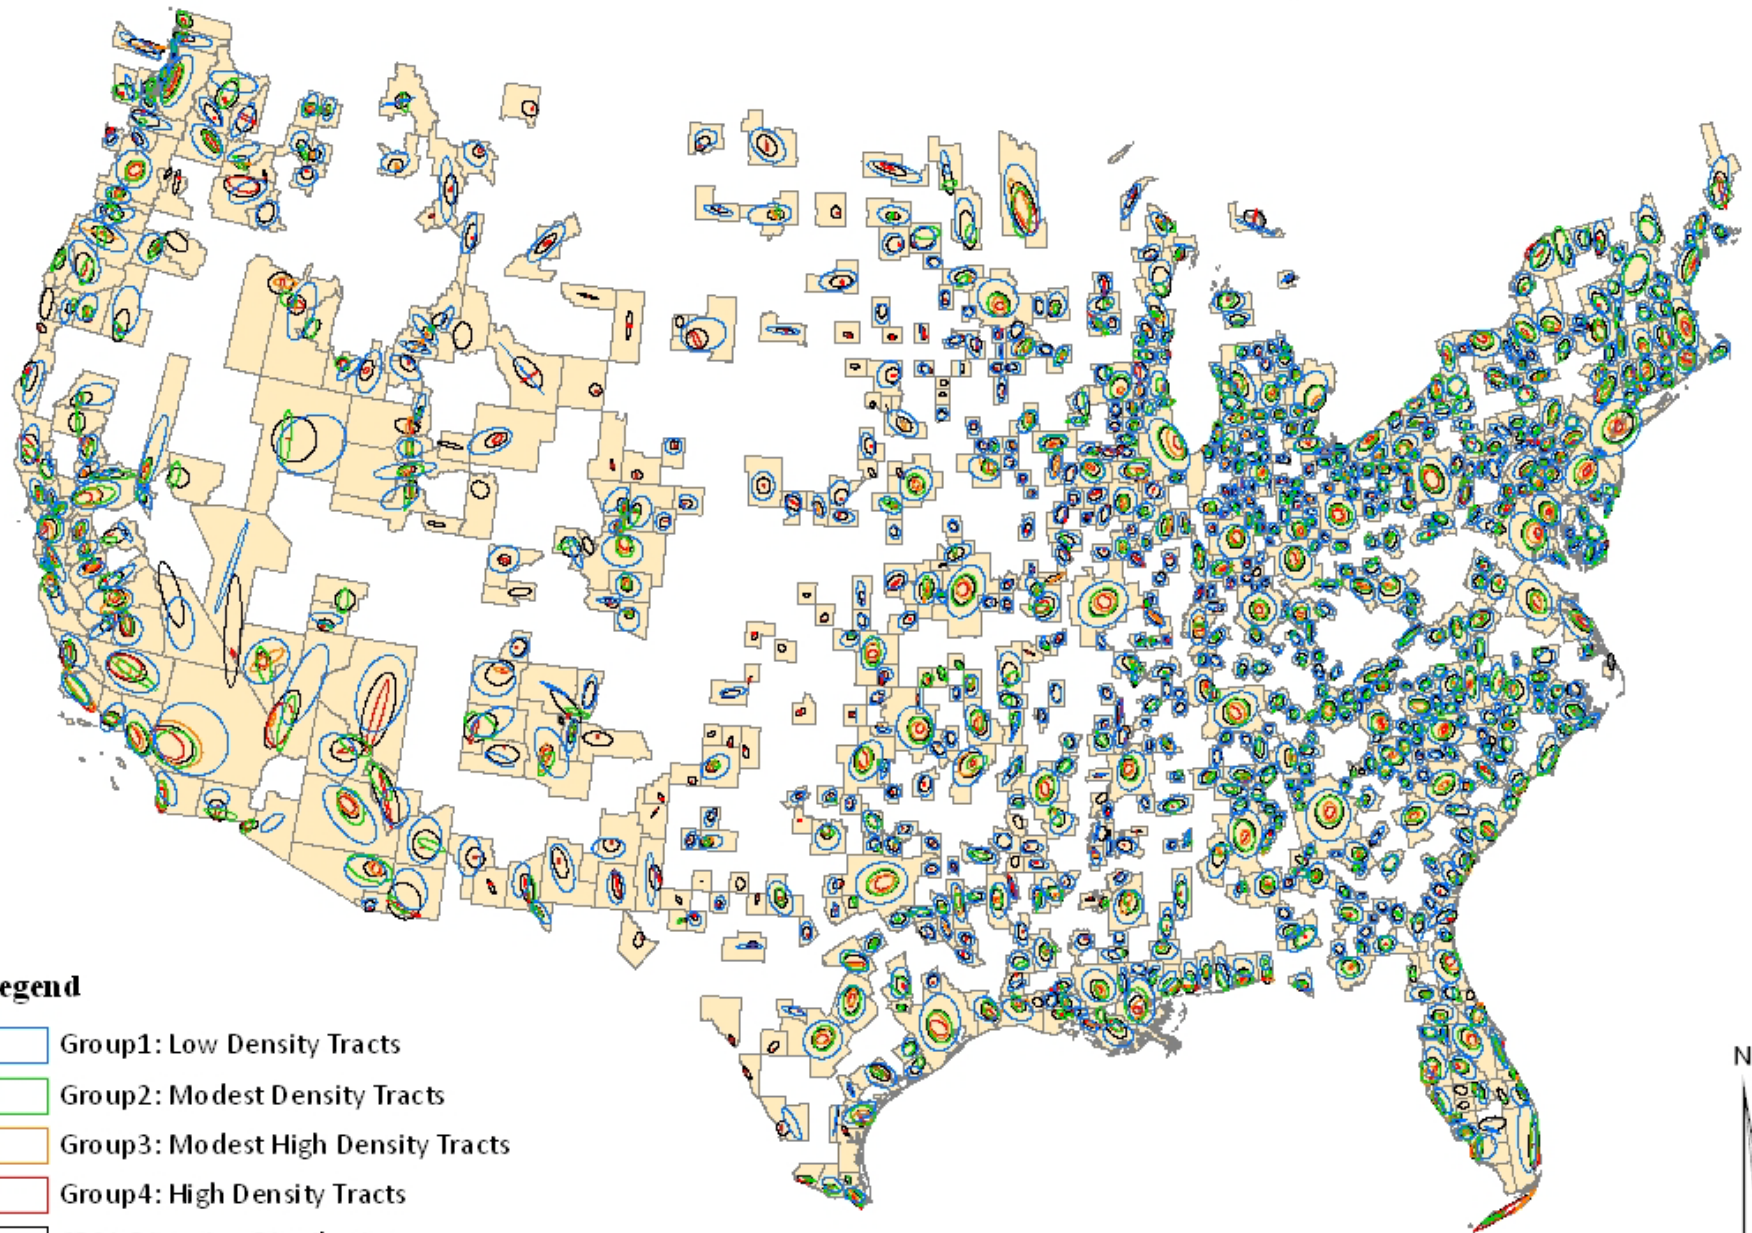 egend
Group1: Low Density Tracts
Group2: Modest Density Tracts
Group3: Modest High Density Tracts
Group4: High Density Tracts
N